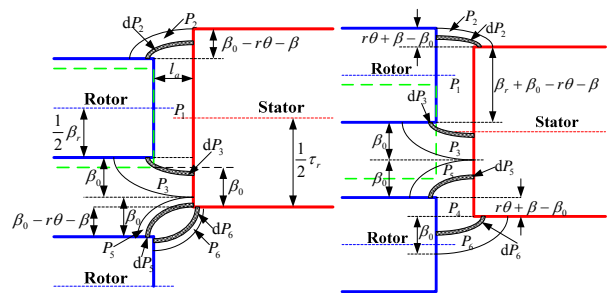 dP₂
P₂
β₀ − rθ − β
lₐ
Rotor
P₁
Stator
½ βᵣ
½ τᵣ
dP₃
β₀
P₃
β₀
β₀ − rθ − β
β₀
P₅
dP₅
dP₆
P₆
Rotor
rθ + β − β₀
P₂
dP₂
Rotor
P₁
βᵣ + β₀ − rθ − β
dP₃
Stator
β₀
P₃
β₀
P₅
dP₅
P₄
rθ + β − β₀
Rotor
β₀
P₆
dP₆